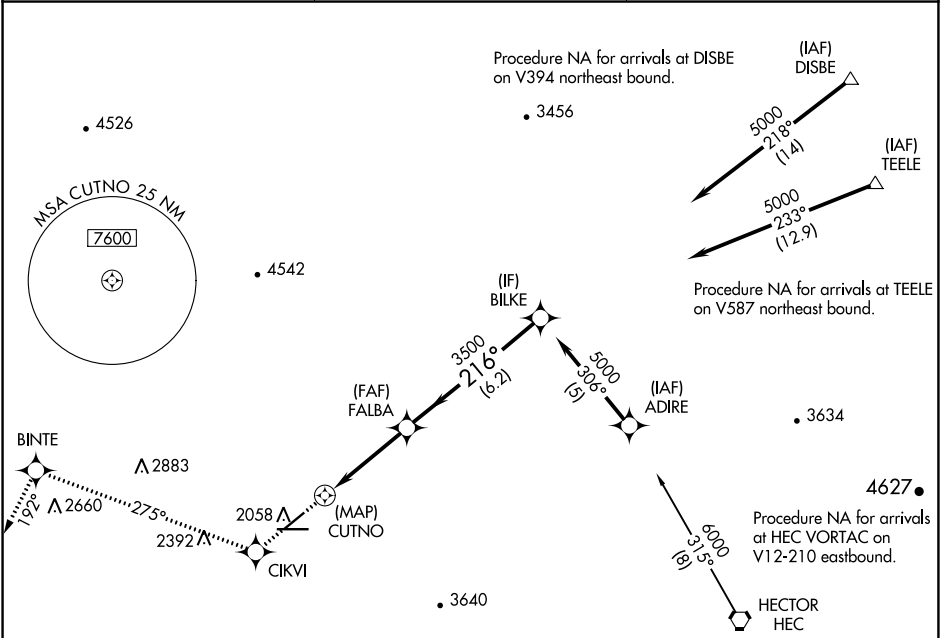 Procedure NA for arrivals at DISBE
on V394 northeast bound.
(IAF)
DISBE
4526
3456
5000
218°
(14)
(IAF)
TEELE
MSA CUTNO 25 NM
7600
5000
233°
(12.9)
4542
(IF)
BILKE
Procedure NA for arrivals at TEELE
on V587 northeast bound.
3500
216°
(6.2)
5000
306°
(5)
(FAF)
FALBA
(IAF)
ADIRE
3634
BINTE
2883
4627
192°
2660
275°
2058
(MAP)
CUTNO
2392
CIKVI
Procedure NA for arrivals
at HEC VORTAC on
V12-210 eastbound.
6000
315°
(8)
3640
HECTOR
HEC